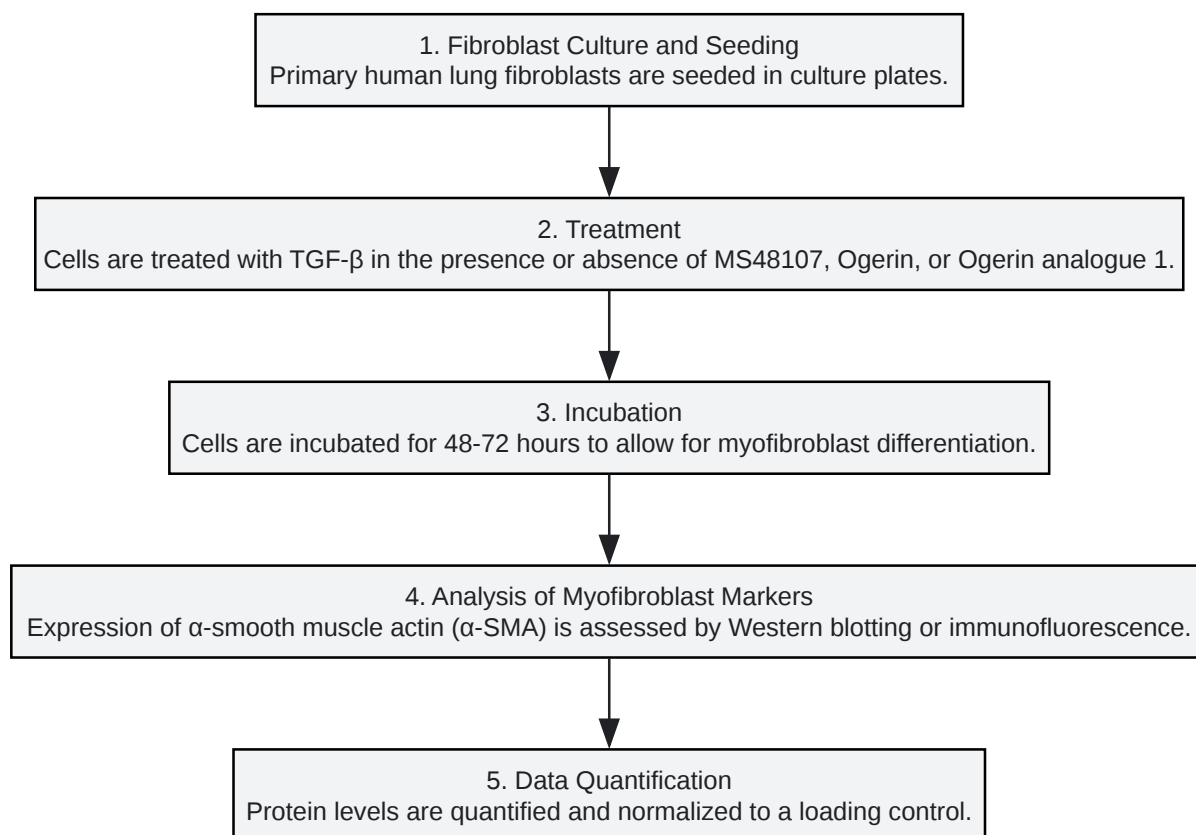 1. Fibroblast Culture and Seeding
Primary human lung fibroblasts are seeded in culture plates.
2. Treatment
Cells are treated with TGF-β in the presence or absence of MS48107, Ogerin, or Ogerin analogue 1.
3. Incubation
Cells are incubated for 48-72 hours to allow for myofibroblast differentiation.
4. Analysis of Myofibroblast Markers
Expression of α-smooth muscle actin (α-SMA) is assessed by Western blotting or immunofluorescence.
5. Data Quantification
Protein levels are quantified and normalized to a loading control.